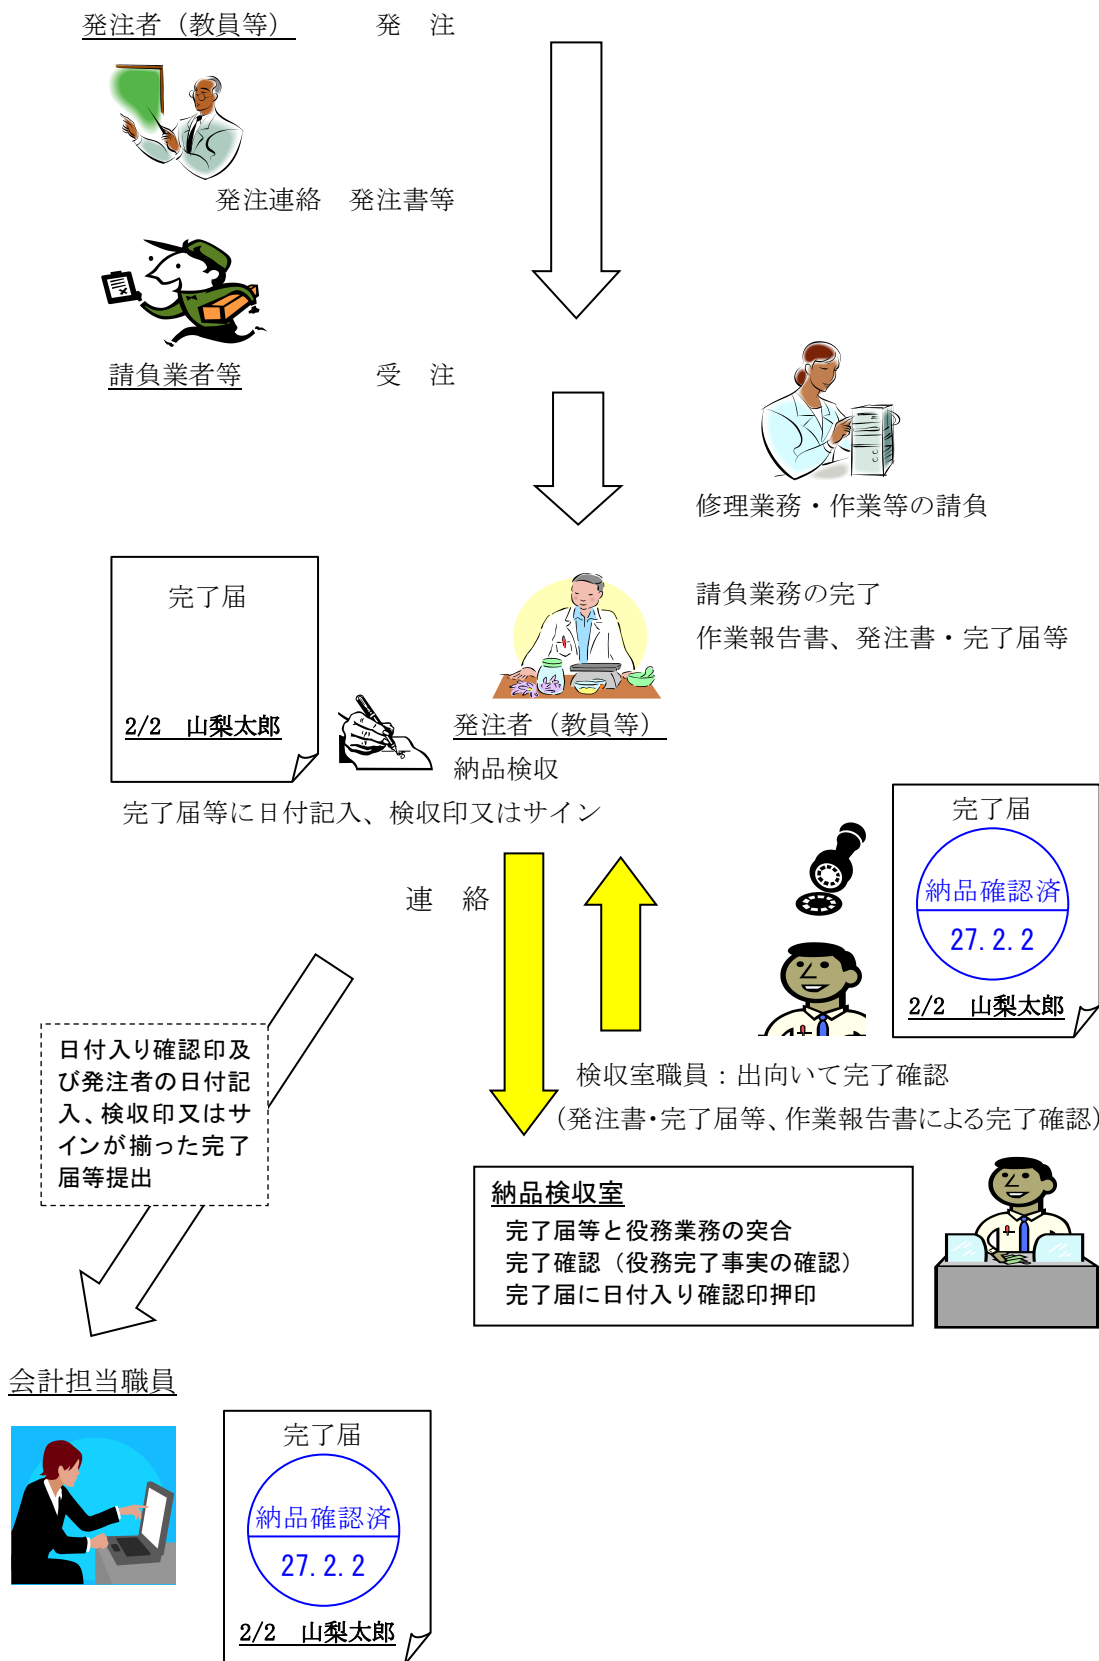 発注者（教員等）　　発　注
発注連絡　発注書等
請負業者等　　受　注
修理業務・作業等の請負
完了届
2/2　山梨太郎
請負業務の完了
作業報告書、発注書・完了届等
発注者（教員等）
納品検収
完了届等に日付記入、検収印又はサイン
完了届
納品確認済
27.2.2
2/2　山梨太郎
連　絡
日付入り確認印及
び発注者の日付記
入、検収印又はサ
インが揃った完了
届等提出
検収室職員：出向いて完了確認
（発注書・完了届等、作業報告書による完了確認）
納品検収室
完了届等と役務業務の突合
完了確認（役務完了事実の確認）
完了届に日付入り確認印押印
会計担当職員
完了届
納品確認済
27.2.2
2/2　山梨太郎